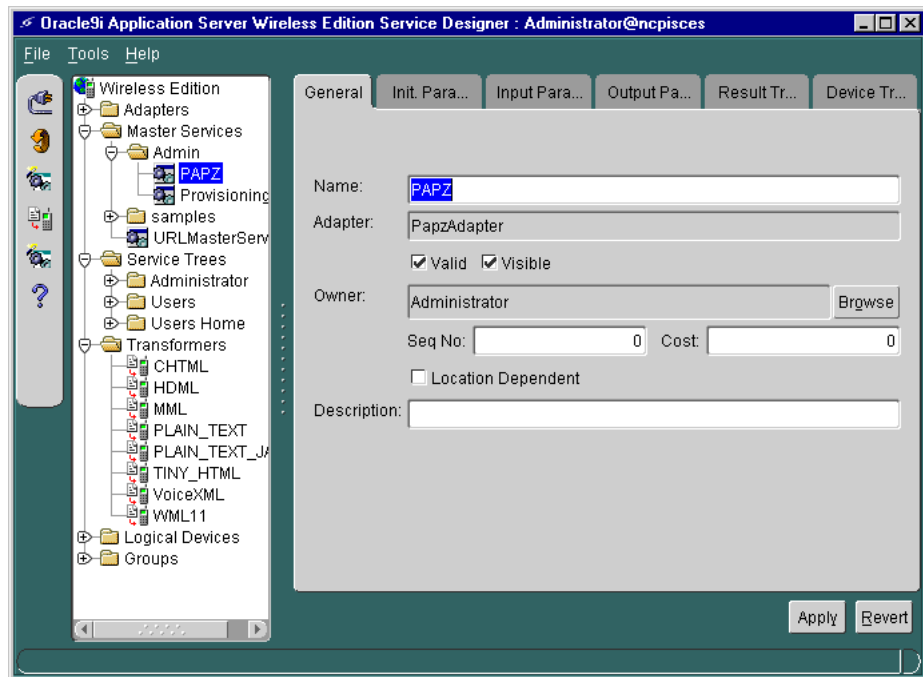 Oracle9i Application Server Wireless Edition Service Designer : Administrator@ncpisces
File Tools Help
Wireless Edition
Adapters
Master Services
Admin
PAPZ
Provisioning
samples
URLMasterServ
Service Trees
Administrator
Users
Users Home
Transformers
CHTML
HDML
MML
PLAIN_TEXT
PLAIN_TEXT_JA
TINY_HTML
VoiceXML
WML11
Logical Devices
Groups
General Init. Para... Input Para... Output Pa... Result Tr... Device Tr...
Name: PAPZ
Adapter: PapzAdapter
Valid Visible
Owner: Administrator Browse
Seq No: 0 Cost: 0
Location Dependent
Description:
Apply Revert